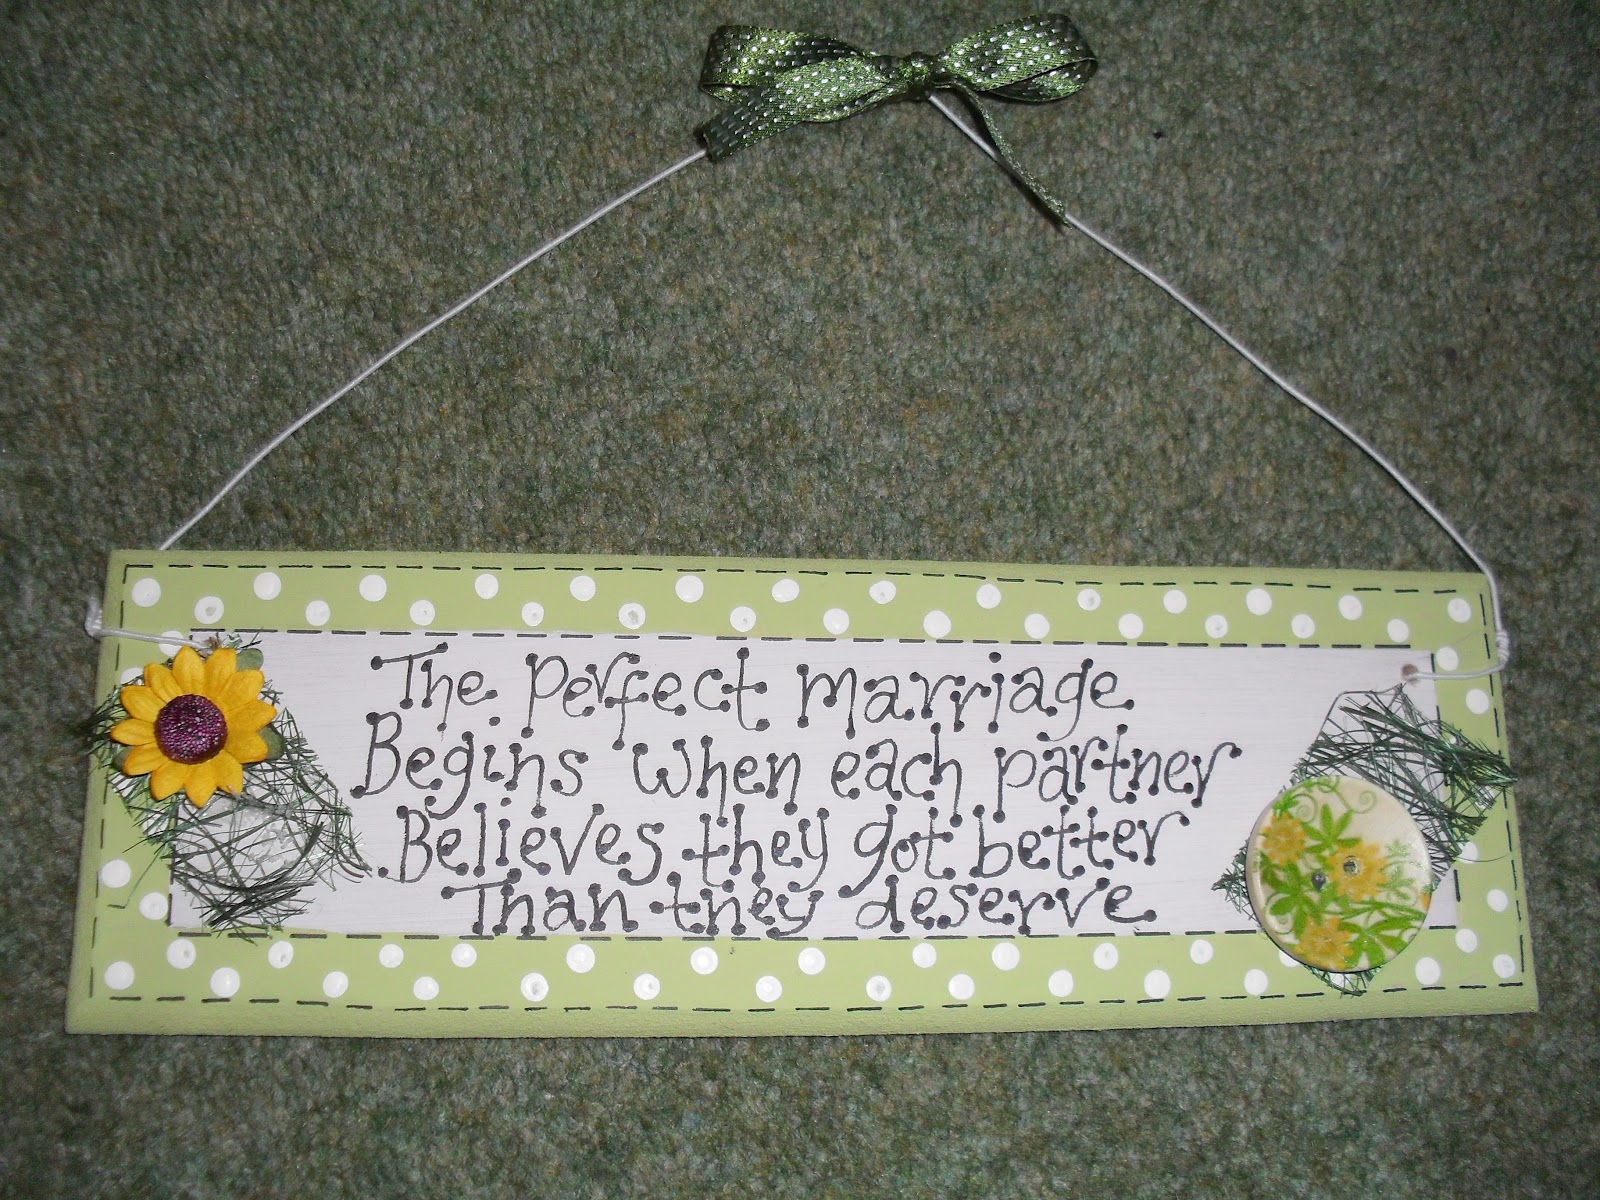 The perfect marriage
Begins when each partner
Believes they got better
Than they deserve